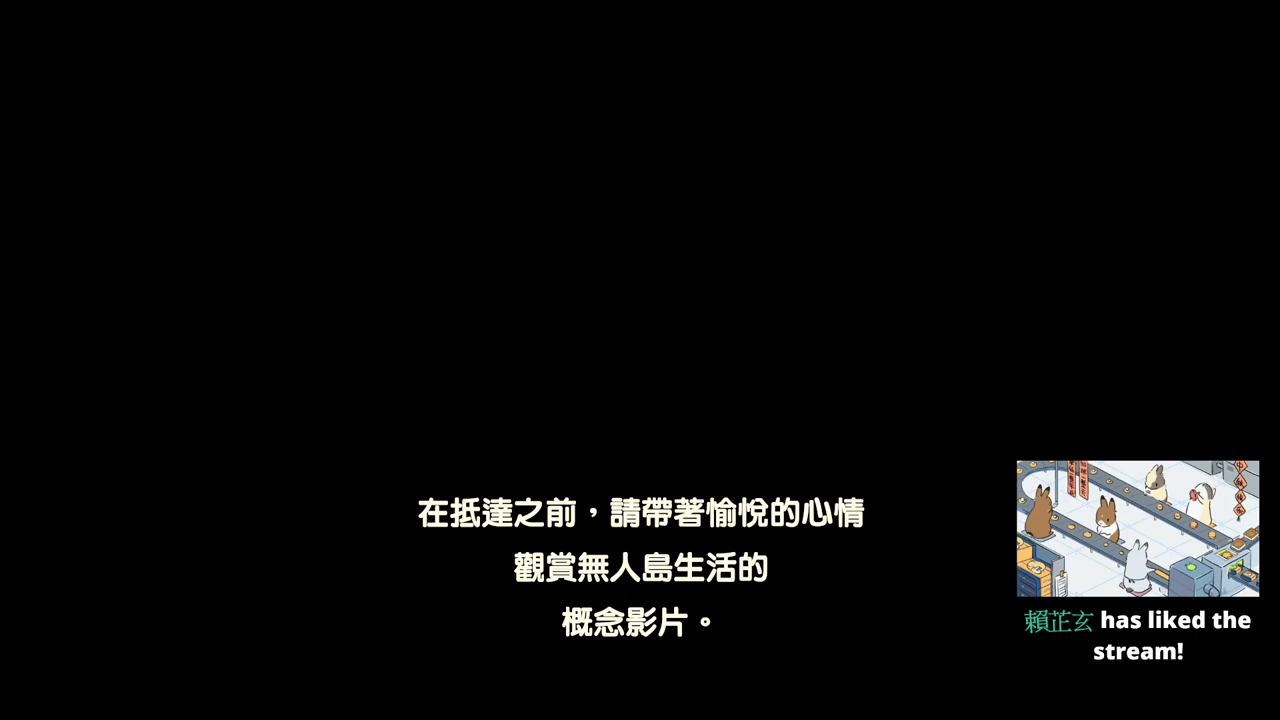 在抵達之前，請帶著愉悅的心情
觀賞無人島生活的
概念影片。
賴芷玄 has liked the
stream!